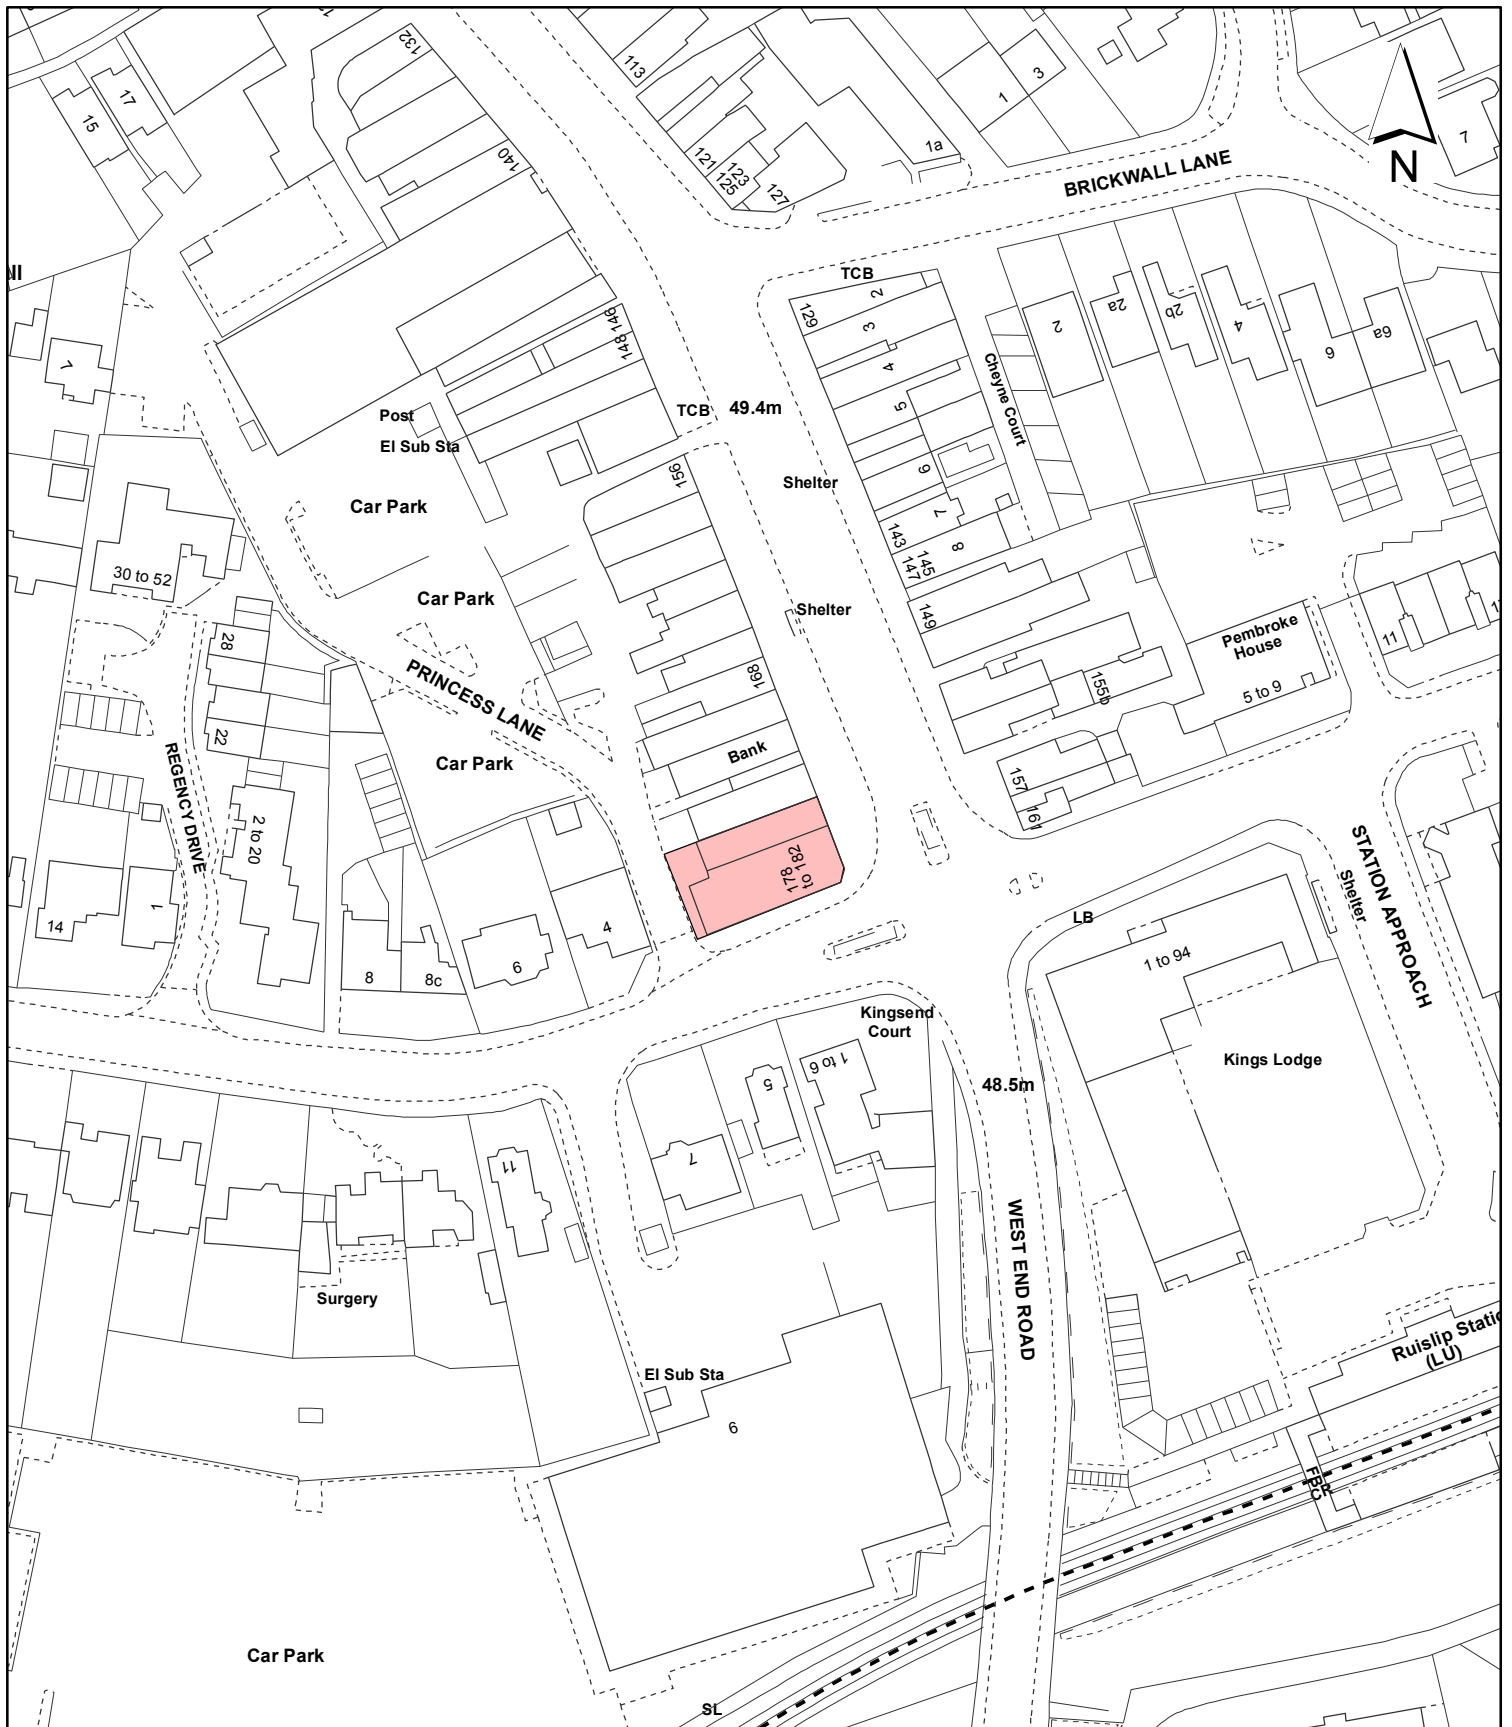 132
113
1
3
17
15
7
N
140
121
123
125
127
1a
BRICKWALL LANE
TCB
129
2
3
4
5
6
7
8
2
2a
2b
4
6
6a
Cheyne Court
146
148
7
Post
El Sub Sta
TCB
49.4m
156
Shelter
Car Park
143
145
147
149
30 to 52
Car Park
Shelter
28
22
PRINCESS LANE
168
Pembroke
House
5 to 9
11
155b
REGENCY DRIVE
Bank
Car Park
157
161
2 to 20
178
to 182
STATION APPROACH
Shelter
14
1
8
8c
6
4
LB
1 to 94
Kingsend
Court
5
1 to 6
7
48.5m
Kings Lodge
11
Surgery
WEST END ROAD
Ruislip Statio
(LU)
El Sub Sta
6
Car Park
SL